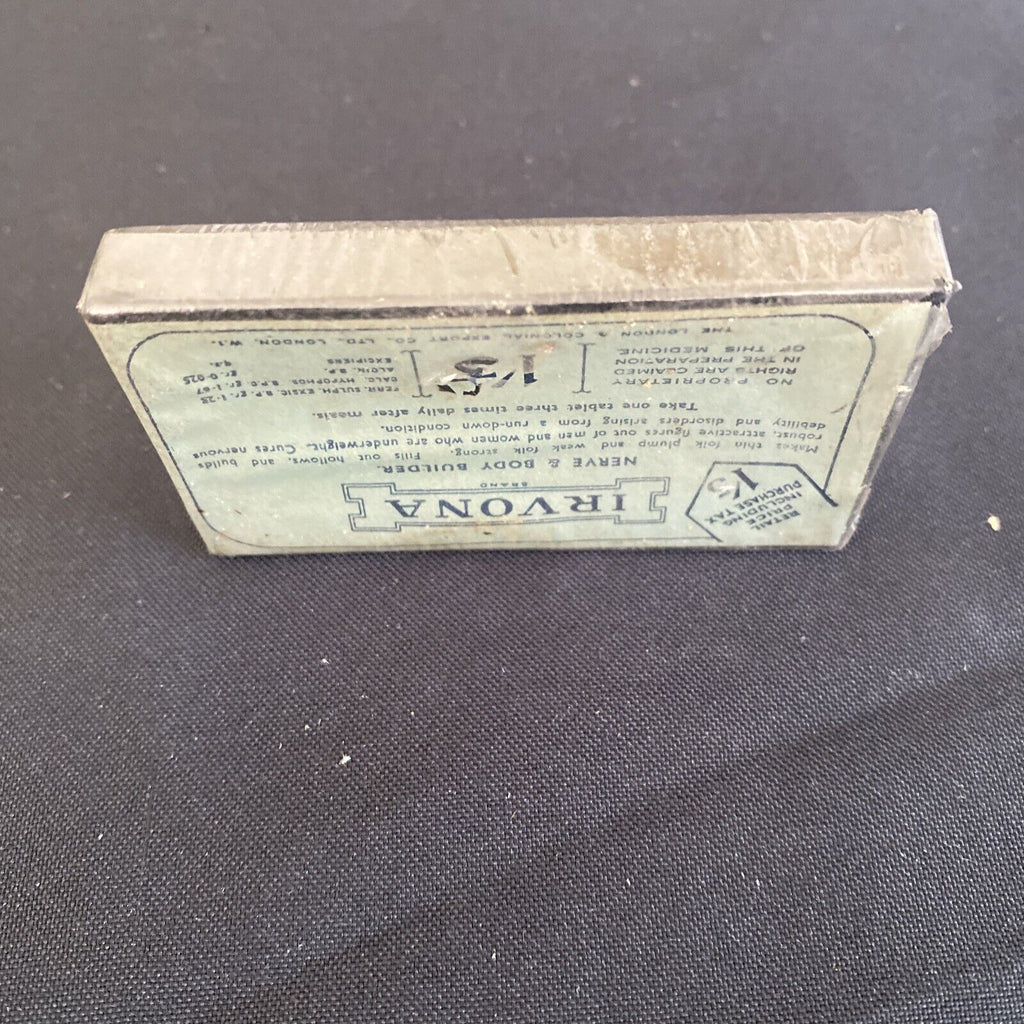 IRVONA
BRAND
NERVE & BODY BUILDER.
Makes thin folk plump and weak folk strong. Fills out hollows, and builds
robust, attractive figures out of men and women who are underweight. Cures nervous
debility and disorders arising from a run-down condition.
Take one tablet three times daily after meals.
RETAIL
PRICE
INCLUDING
PURCHASE TAX
1'5
NO PROPRIETARY
RIGHTS ARE CLAIMED
IN THE PREPARATION
OF THIS MEDICINE.
FERR. SULPH. EXSIC. B.P. gr. 1·25
CALC. HYPOPHOS. B.P.C. gr. 1·67
ALOIN. B.P. gr. 0·025
EXCIPIENS q.s.
THE LONDON & COLONIAL EXPORT CO. LTD. LONDON, W.1.